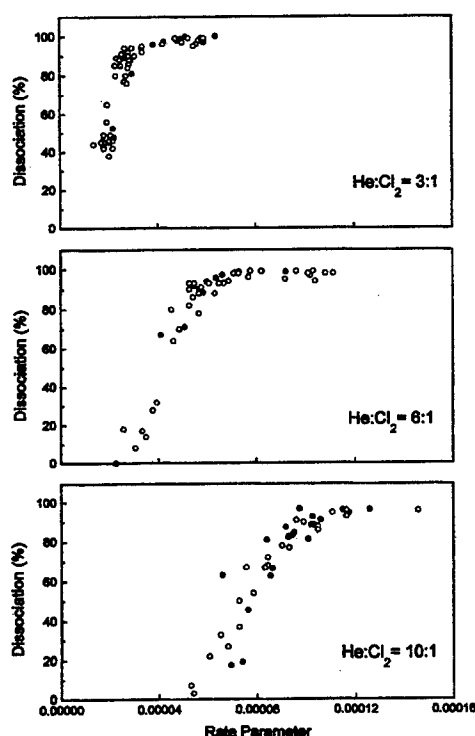 100
80
60
40
20
0
Dissociation (%)
He:Cl₂= 3:1
100
80
60
40
20
0
Dissociation (%)
He:Cl₂= 6:1
100
80
60
40
20
0
Dissociation (%)
He:Cl₂= 10:1
0.00000 0.00004 0.00008 0.00012 0.00016
Rate Parameter